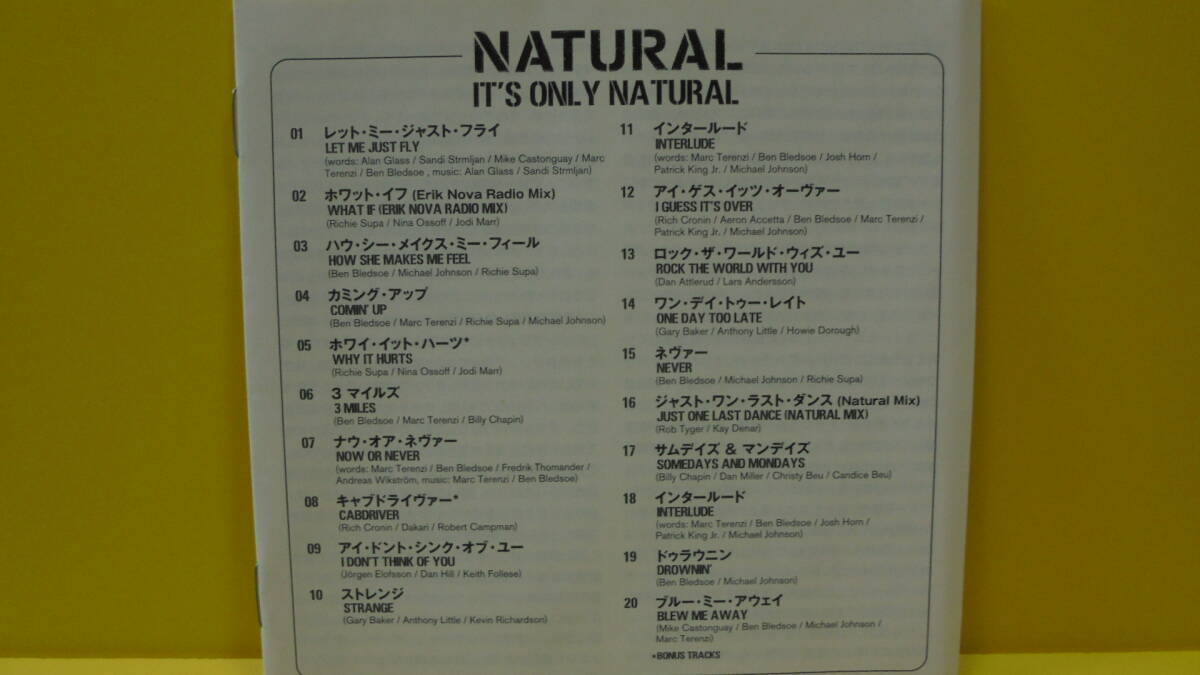 NATURAL
IT'S ONLY NATURAL
01 レット・ミー・ジャスト・フライ
LET ME JUST FLY
(words: Alan Glass / Sandi Strmljan / Mike Castonguay / Marc
Terenzi / Ben Bledsoe , music: Alan Glass / Sandi Strmljan)
02 ホワット・イフ (Erik Nova Radio Mix)
WHAT IF (ERIK NOVA RADIO MIX)
(Richie Supa / Nina Ossoff / Jodi Marr)
03 ハウ・シー・メイクス・ミー・フィール
HOW SHE MAKES ME FEEL
(Ben Bledsoe / Michael Johnson / Richie Supa)
04 カミング・アップ
COMIN' UP
(Ben Bledsoe / Marc Terenzi / Richie Supa / Michael Johnson)
05 ホワイ・イット・ハーツ*
WHY IT HURTS
(Richie Supa / Nina Ossoff / Jodi Marr)
06 3 マイルズ
3 MILES
(Ben Bledsoe / Marc Terenzi / Billy Chapin)
07 ナウ・オア・ネヴァー
NOW OR NEVER
(words: Marc Terenzi / Ben Bledsoe / Fredrik Thomander /
Andreas Wikström, music: Marc Terenzi / Ben Bledsoe)
08 キャブドライヴァー*
CABDRIVER
(Rich Cronin / Dakari / Robert Campman)
09 アイ・ドント・シンク・オブ・ユー
I DON'T THINK OF YOU
(Jörgen Elofsson / Dan Hill / Keith Follese)
10 ストレンジ
STRANGE
(Gary Baker / Anthony Little / Kevin Richardson)
11 インタールード
INTERLUDE
(words: Marc Terenzi / Ben Bledsoe / Josh Horn /
Patrick King Jr. / Michael Johnson)
12 アイ・ゲス・イッツ・オーヴァー
I GUESS IT'S OVER
(Rich Cronin / Aeron Accetta / Ben Bledsoe / Marc Terenzi /
Patrick King Jr. / Michael Johnson)
13 ロック・ザ・ワールド・ウィズ・ユー
ROCK THE WORLD WITH YOU
(Dan Attlerud / Lars Andersson)
14 ワン・デイ・トゥー・レイト
ONE DAY TOO LATE
(Gary Baker / Anthony Little / Howie Dorough)
15 ネヴァー
NEVER
(Ben Bledsoe / Michael Johnson / Richie Supa)
16 ジャスト・ワン・ラスト・ダンス (Natural Mix)
JUST ONE LAST DANCE (NATURAL MIX)
(Rob Tyger / Kay Denar)
17 サムデイズ & マンデイズ
SOMEDAYS AND MONDAYS
(Billy Chapin / Dan Miller / Christy Beu / Candice Beu)
18 インタールード
INTERLUDE
(words: Marc Terenzi / Ben Bledsoe / Josh Horn /
Patrick King Jr. / Michael Johnson)
19 ドゥラウニン
DROWNIN'
(Ben Bledsoe / Michael Johnson)
20 ブルー・ミー・アウェイ
BLEW ME AWAY
(Mike Castonguay / Ben Bledsoe / Michael Johnson /
Marc Terenzi)
*BONUS TRACKS